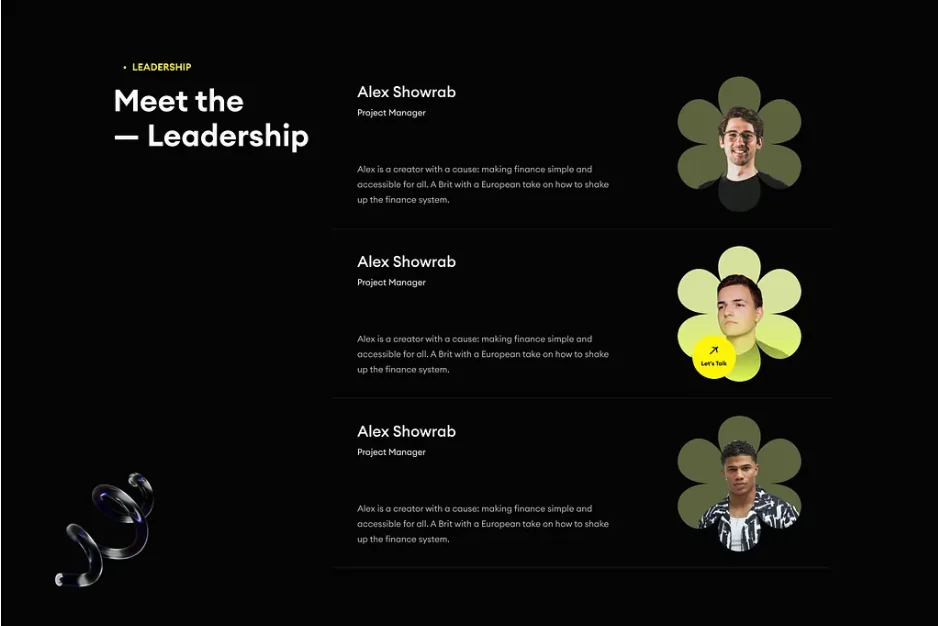 • LEADERSHIP
Meet the
— Leadership
Alex Showrab
Project Manager
Alex is a creator with a cause: making finance simple and
accessible for all. A Brit with a European take on how to shake
up the finance system.
Alex Showrab
Project Manager
Alex is a creator with a cause: making finance simple and
accessible for all. A Brit with a European take on how to shake
up the finance system.
Let's Talk
Alex Showrab
Project Manager
Alex is a creator with a cause: making finance simple and
accessible for all. A Brit with a European take on how to shake
up the finance system.